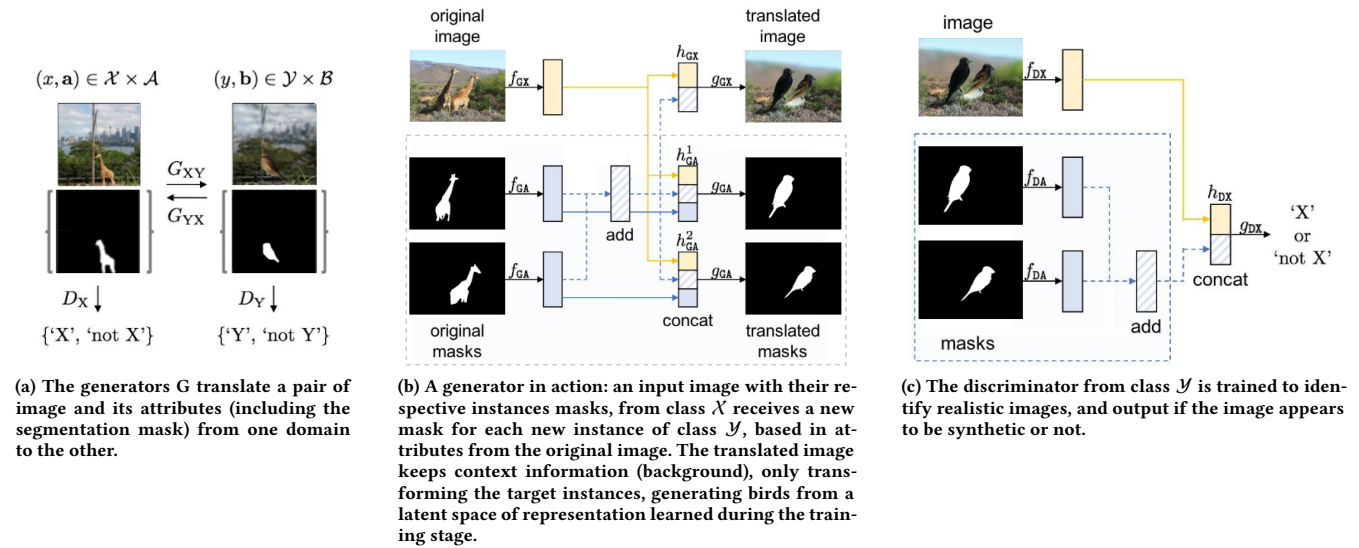 (x, a) ∈ 𝒳 × 𝒜
(y, b) ∈ 𝒴 × ℬ
G_XY
G_YX
D_X
D_Y
{‘X’, ‘not X’}
{‘Y’, ‘not Y’}
(a) The generators G translate a pair of
image and its attributes (including the
segmentation mask) from one domain
to the other.
original
image
translated
image
f_GX
h_GX
g_GX
f_GA
h¹_GA
g_GA
add
f_GA
h²_GA
g_GA
concat
original
masks
translated
masks
(b) A generator in action: an input image with their re-
spective instances masks, from class 𝒳 receives a new
mask for each new instance of class 𝒴, based in at-
tributes from the original image. The translated image
keeps context information (background), only trans-
forming the target instances, generating birds from a
latent space of representation learned during the train-
ing stage.
image
f_DX
f_DA
h_DX
g_DX
‘X’
or
‘not X’
f_DA
concat
add
masks
(c) The discriminator from class 𝒴 is trained to iden-
tify realistic images, and output if the image appears
to be synthetic or not.